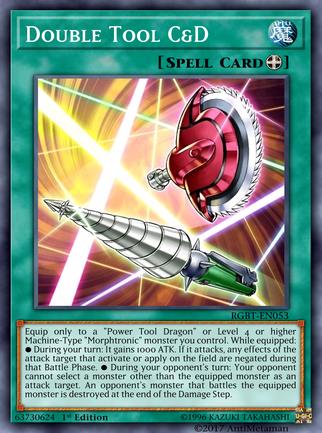 DOUBLE TOOL C&D
[SPELL CARD]
RGBT-EN053
Equip only to a "Power Tool Dragon" or Level 4 or higher
Machine-Type "Morphtronic" monster you control. While equipped:
● During your turn: It gains 1000 ATK. If it attacks, any effects of the
attack target that activate or apply on the field are negated during
that Battle Phase. ● During your opponent's turn: Your opponent
cannot select a monster other than the equipped monster as an
attack target. An opponent's monster that battles the equipped
monster is destroyed at the end of the Damage Step.
63730624 1st Edition
©1996 KAZUKI TAKAHASHI
©2017 AntiMetaman